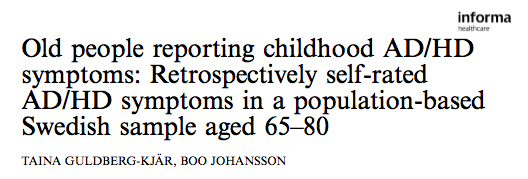 informa
healthcare
Old people reporting childhood AD/HD
symptoms: Retrospectively self-rated
AD/HD symptoms in a population-based
Swedish sample aged 65–80
TAINA GULDBERG-KJÄR, BOO JOHANSSON